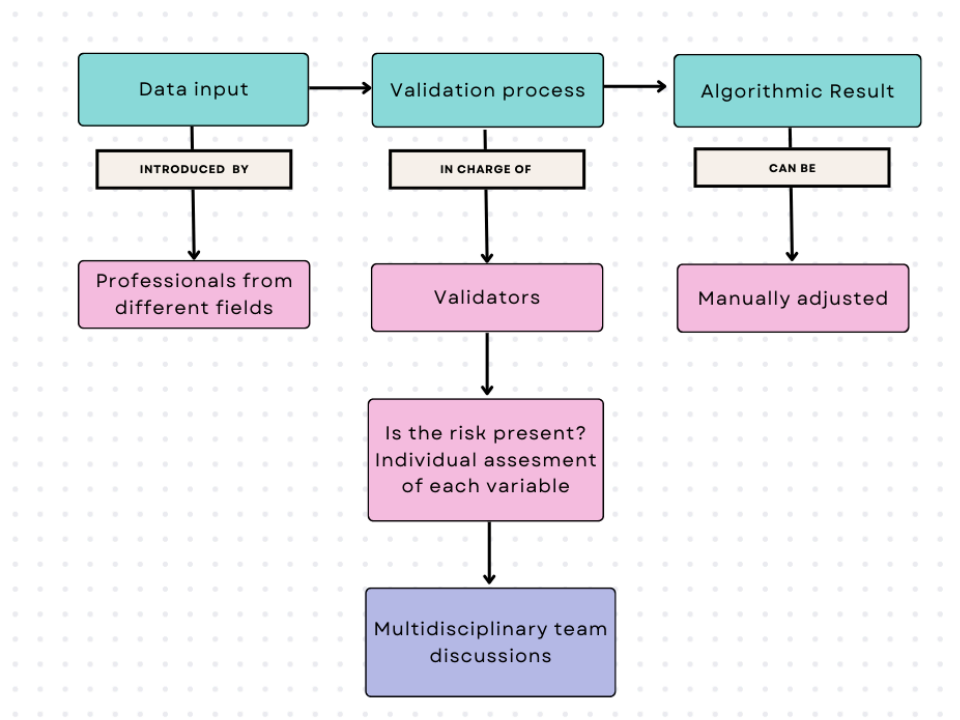 Data input
Validation process
Algorithmic Result
INTRODUCED BY
IN CHARGE OF
CAN BE
Professionals from
different fields
Validators
Manually adjusted
Is the risk present?
Individual assesment
of each variable
Multidisciplinary team
discussions